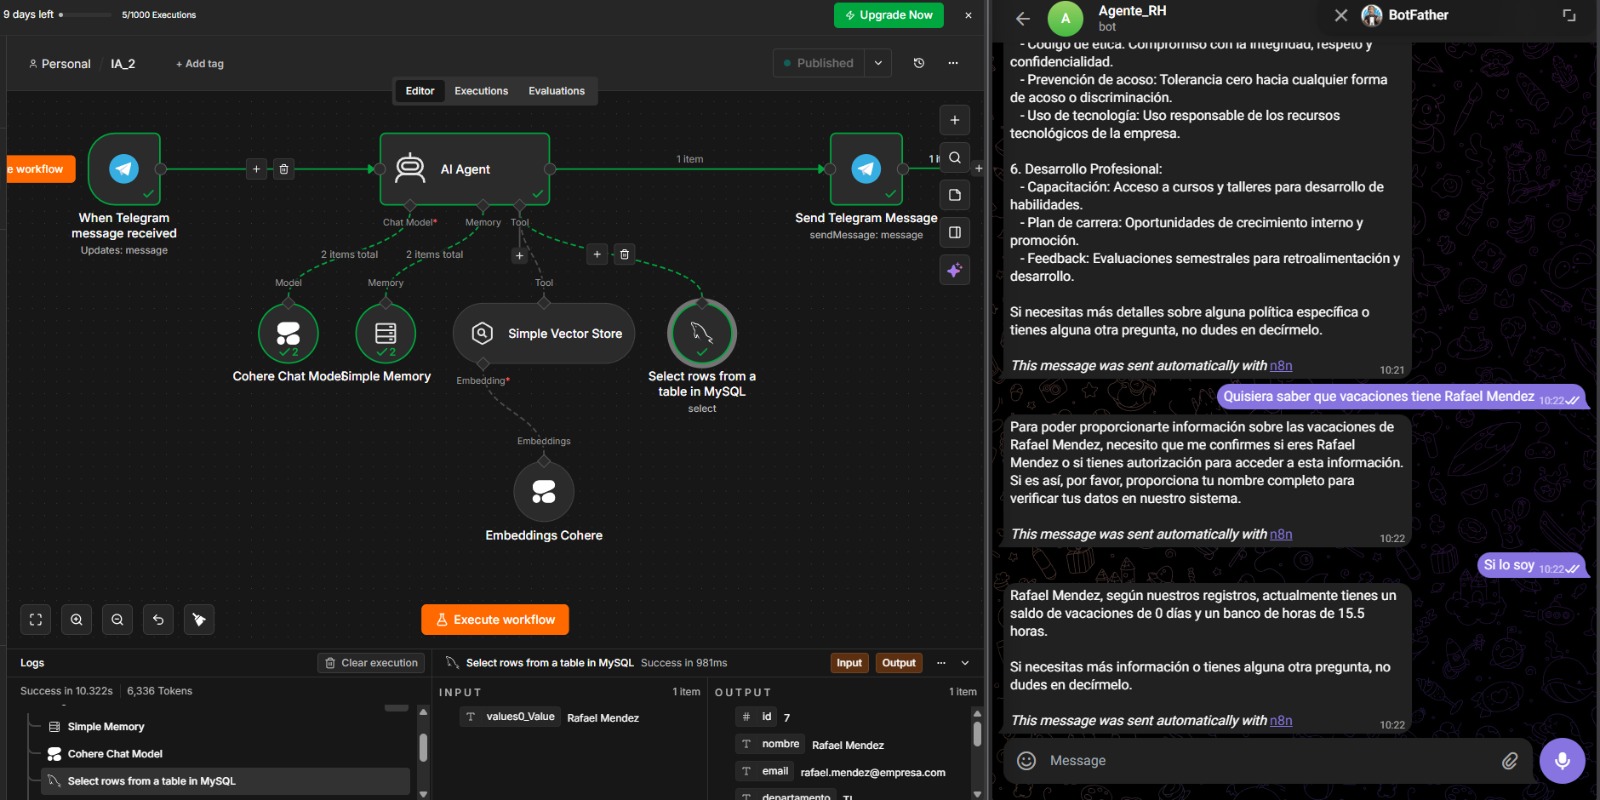 9 days left
5/1000 Executions
Upgrade Now
Personal
IA_2
+ Add tag
Published
Editor
Executions
Evaluations
e workflow
When Telegram
message received
Updates: message
AI Agent
Chat Model*
Memory
Tool
1 item
Send Telegram Message
sendMessage: message
2 items total
2 items total
Model
Memory
Tool
Cohere Chat Model
Simple Memory
2
2
Simple Vector Store
Embedding*
Select rows from a
table in MySQL
select
Embeddings
Embeddings Cohere
Execute workflow
Logs
Clear execution
Success in 10.322s
6,336 Tokens
Simple Memory
Cohere Chat Model
Select rows from a table in MySQL
Select rows from a table in MySQL
Success in 981ms
Input
Output
INPUT
1 item
T values0_Value Rafael Mendez
OUTPUT
1 item
# id 7
T nombre Rafael Mendez
T email rafael.mendez@empresa.com
T departamento TI
A
Agente_RH
bot
BotFather
- Código de ética: Compromiso con la integridad, respeto y
confidencialidad.
- Prevención de acoso: Tolerancia cero hacia cualquier forma
de acoso o discriminación.
- Uso de tecnología: Uso responsable de los recursos
tecnológicos de la empresa.
6. Desarrollo Profesional:
- Capacitación: Acceso a cursos y talleres para desarrollo de
habilidades.
- Plan de carrera: Oportunidades de crecimiento interno y
promoción.
- Feedback: Evaluaciones semestrales para retroalimentación y
desarrollo.
Si necesitas más detalles sobre alguna política específica o
tienes alguna otra pregunta, no dudes en decírmelo.
This message was sent automatically with n8n
10:21
Quisiera saber que vacaciones tiene Rafael Mendez
10:22
Para poder proporcionarte información sobre las vacaciones de
Rafael Mendez, necesito que me confirmes si eres Rafael
Mendez o si tienes autorización para acceder a esta información.
Si es así, por favor, proporciona tu nombre completo para
verificar tus datos en nuestro sistema.
This message was sent automatically with n8n
10:22
Si lo soy
10:22
Rafael Mendez, según nuestros registros, actualmente tienes un
saldo de vacaciones de 0 días y un banco de horas de 15.5
horas.
Si necesitas más información o tienes alguna otra pregunta, no
dudes en decírmelo.
This message was sent automatically with n8n
10:22
Message